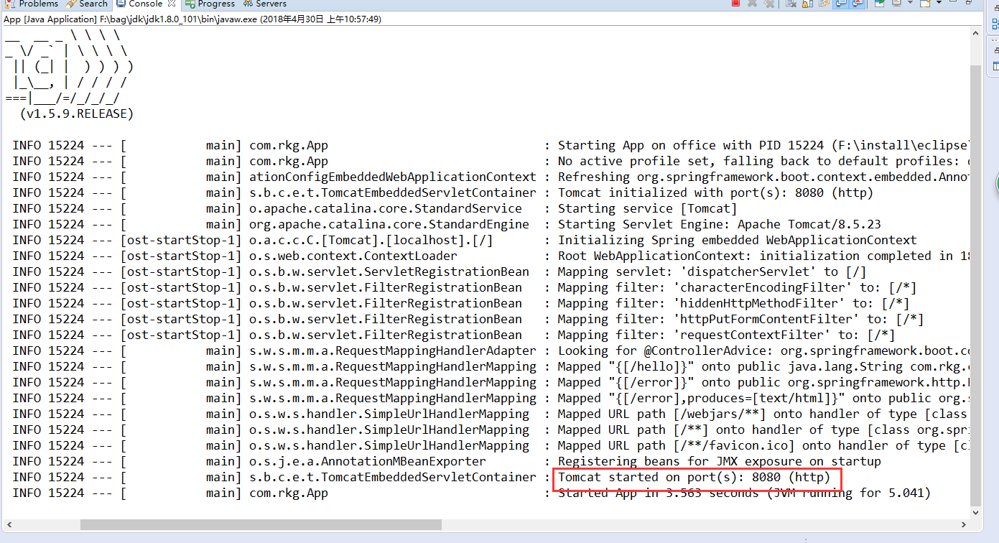 Problems Search Console Progress Servers
App [Java Application] F:\bag\jdk\jdk1.8.0_101\bin\javaw.exe (2018年4月30日 上午10:57:49)
__  __ _ \ \ \ \
_ \/ _` | \ \ \ \
 || (_| |  ) ) ) )
 |_\__, | / / / /
===|___/=/_/_/_/
  (v1.5.9.RELEASE)
INFO 15224 --- [           main] com.rkg.App                              : Starting App on office with PID 15224 (F:\install\eclipse\
INFO 15224 --- [           main] com.rkg.App                              : No active profile set, falling back to default profiles:
INFO 15224 --- [           main] ationConfigEmbeddedWebApplicationContext : Refreshing org.springframework.boot.context.embedded.Anno
INFO 15224 --- [           main] s.b.c.e.t.TomcatEmbeddedServletContainer : Tomcat initialized with port(s): 8080 (http)
INFO 15224 --- [           main] o.apache.catalina.core.StandardService   : Starting service [Tomcat]
INFO 15224 --- [           main] org.apache.catalina.core.StandardEngine  : Starting Servlet Engine: Apache Tomcat/8.5.23
INFO 15224 --- [ost-startStop-1] o.a.c.c.C.[Tomcat].[localhost].[/]       : Initializing Spring embedded WebApplicationContext
INFO 15224 --- [ost-startStop-1] o.s.web.context.ContextLoader            : Root WebApplicationContext: initialization completed in 18
INFO 15224 --- [ost-startStop-1] o.s.b.w.servlet.ServletRegistrationBean  : Mapping servlet: 'dispatcherServlet' to [/]
INFO 15224 --- [ost-startStop-1] o.s.b.w.servlet.FilterRegistrationBean   : Mapping filter: 'characterEncodingFilter' to: [/*]
INFO 15224 --- [ost-startStop-1] o.s.b.w.servlet.FilterRegistrationBean   : Mapping filter: 'hiddenHttpMethodFilter' to: [/*]
INFO 15224 --- [ost-startStop-1] o.s.b.w.servlet.FilterRegistrationBean   : Mapping filter: 'httpPutFormContentFilter' to: [/*]
INFO 15224 --- [ost-startStop-1] o.s.b.w.servlet.FilterRegistrationBean   : Mapping filter: 'requestContextFilter' to: [/*]
INFO 15224 --- [           main] s.w.s.m.m.a.RequestMappingHandlerAdapter : Looking for @ControllerAdvice: org.springframework.boot.co
INFO 15224 --- [           main] s.w.s.m.m.a.RequestMappingHandlerMapping : Mapped "{[/hello]}" onto public java.lang.String com.rkg.
INFO 15224 --- [           main] s.w.s.m.m.a.RequestMappingHandlerMapping : Mapped "{[/error]}" onto public org.springframework.http.
INFO 15224 --- [           main] s.w.s.m.m.a.RequestMappingHandlerMapping : Mapped "{[/error],produces=[text/html]}" onto public org.
INFO 15224 --- [           main] o.s.w.s.handler.SimpleUrlHandlerMapping  : Mapped URL path [/webjars/**] onto handler of type [class
INFO 15224 --- [           main] o.s.w.s.handler.SimpleUrlHandlerMapping  : Mapped URL path [/**] onto handler of type [class org.spri
INFO 15224 --- [           main] o.s.w.s.handler.SimpleUrlHandlerMapping  : Mapped URL path [/**/favicon.ico] onto handler of type [cl
INFO 15224 --- [           main] o.s.j.e.a.AnnotationMBeanExporter        : Registering beans for JMX exposure on startup
INFO 15224 --- [           main] s.b.c.e.t.TomcatEmbeddedServletContainer : Tomcat started on port(s): 8080 (http)
INFO 15224 --- [           main] com.rkg.App                              : Started App in 3.563 seconds (JVM running for 5.041)